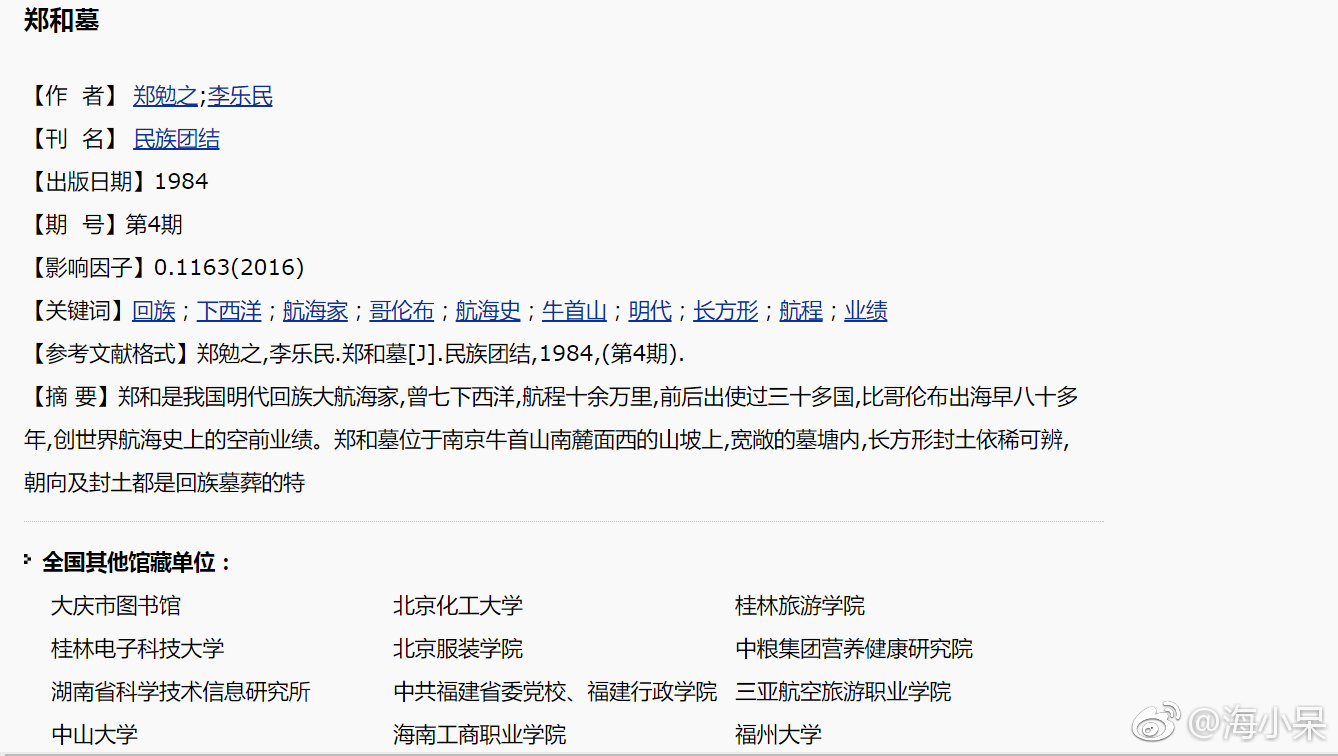 郑和墓
【作 者】 郑勉之;李乐民
【刊 名】 民族团结
【出版日期】1984
【期 号】第4期
【影响因子】0.1163(2016)
【关键词】回族；下西洋；航海家；哥伦布；航海史；牛首山；明代；长方形；航程；业绩
【参考文献格式】郑勉之,李乐民.郑和墓[J].民族团结,1984,(第4期).
【摘 要】郑和是我国明代回族大航海家,曾七下西洋,航程十余万里,前后出使过三十多国,比哥伦布出海早八十多
年,创世界航海史上的空前业绩。郑和墓位于南京牛首山南麓面西的山坡上,宽敞的墓塘内,长方形封土依稀可辨,
朝向及封土都是回族墓葬的特
全国其他馆藏单位：
大庆市图书馆 北京化工大学 桂林旅游学院
桂林电子科技大学 北京服装学院 中粮集团营养健康研究院
湖南省科学技术信息研究所 中共福建省委党校、福建行政学院 三亚航空旅游职业学院
中山大学 海南工商职业学院 福州大学
@海小呆